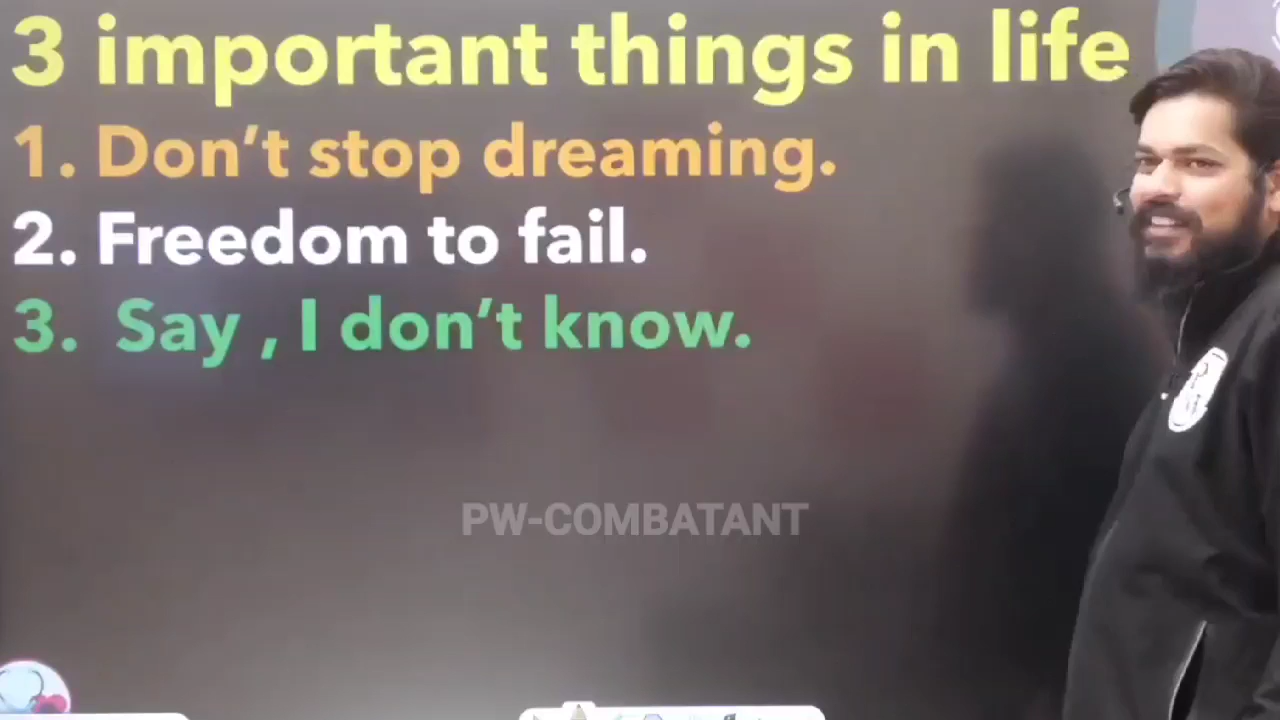 3 important things in life
1. Don’t stop dreaming.
2. Freedom to fail.
3. Say , I don’t know.
PW-COMBATANT